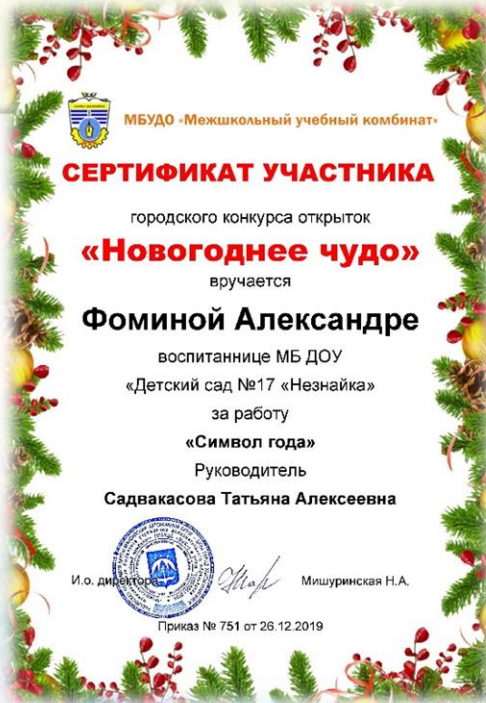 МБУДО «Межшкольный учебный комбинат»
СЕРТИФИКАТ УЧАСТНИКА
городского конкурса открыток
«Новогоднее чудо»
вручается
Фоминой Александре
воспитаннице МБ ДОУ
«Детский сад №17 «Незнайка»
за работу
«Символ года»
Руководитель
Садвакасова Татьяна Алексеевна
И.о. директора Мишуринская Н.А.
Приказ № 751 от 26.12.2019